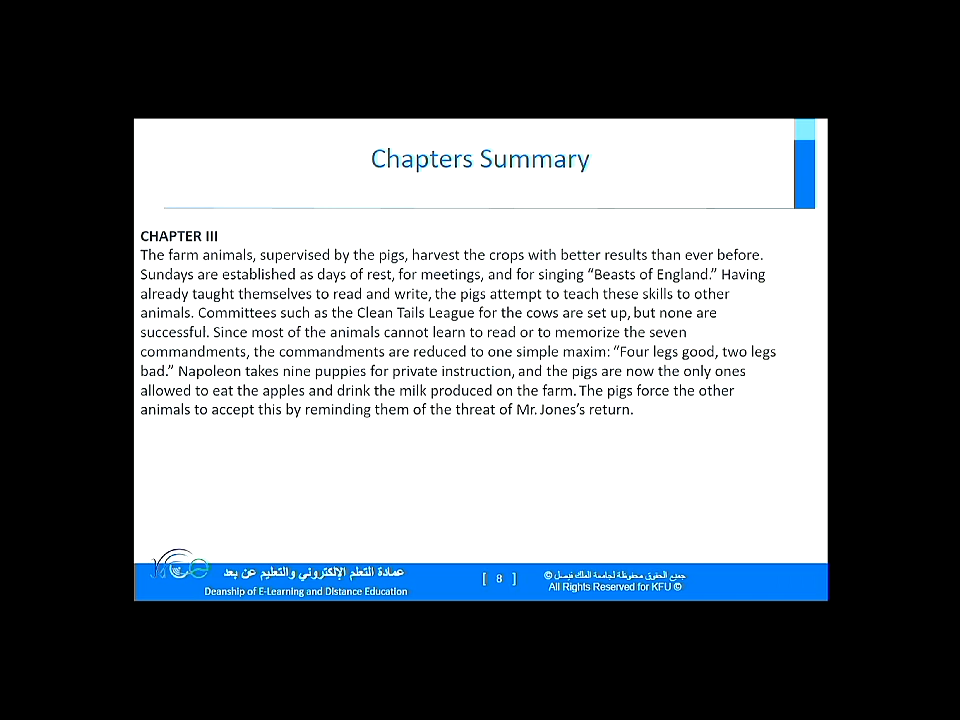 Chapters Summary
CHAPTER III
The farm animals, supervised by the pigs, harvest the crops with better results than ever before.
Sundays are established as days of rest, for meetings, and for singing “Beasts of England.” Having
already taught themselves to read and write, the pigs attempt to teach these skills to other
animals. Committees such as the Clean Tails League for the cows are set up, but none are
successful. Since most of the animals cannot learn to read or to memorize the seven
commandments, the commandments are reduced to one simple maxim: “Four legs good, two legs
bad.” Napoleon takes nine puppies for private instruction, and the pigs are now the only ones
allowed to eat the apples and drink the milk produced on the farm. The pigs force the other
animals to accept this by reminding them of the threat of Mr. Jones’s return.
عمادة التعلم الإلكتروني والتعليم عن بعد
Deanship of E-Learning and Distance Education
[ 8 ]
جميع الحقوق محفوظة لجامعة الملك فيصل ©
All Rights Reserved for KFU ©